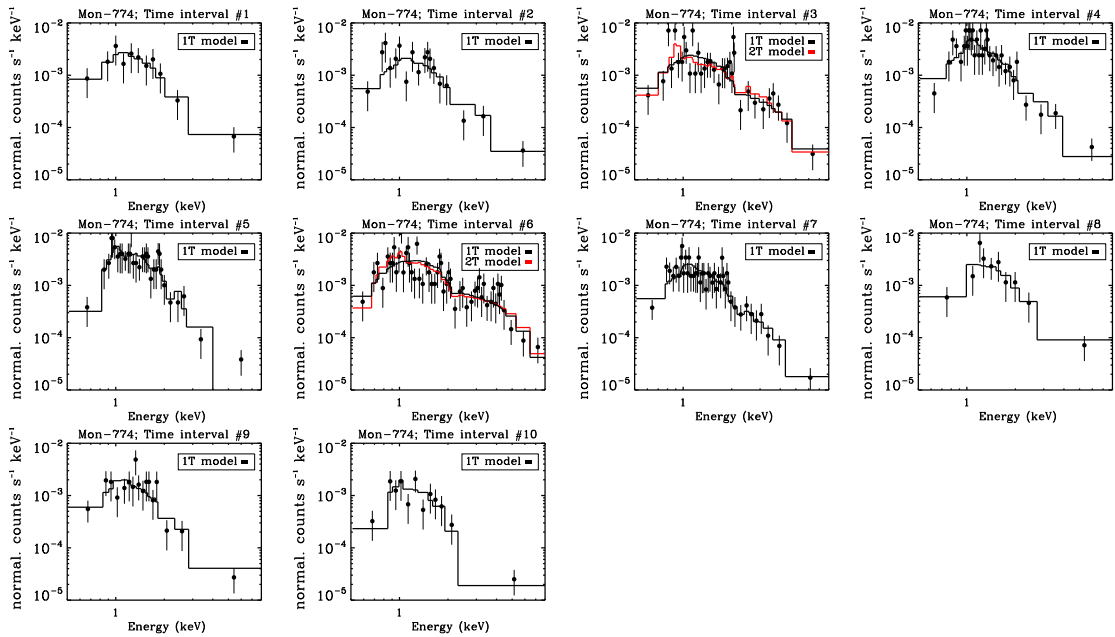 Mon-774; Time interval #1
Mon-774; Time interval #2
Mon-774; Time interval #3
Mon-774; Time interval #4
normal. counts s⁻¹ keV⁻¹
10⁻²
10⁻³
10⁻⁴
10⁻⁵
1T model
1
Energy (keV)
normal. counts s⁻¹ keV⁻¹
10⁻²
10⁻³
10⁻⁴
10⁻⁵
1T model
1
Energy (keV)
normal. counts s⁻¹ keV⁻¹
10⁻²
10⁻³
10⁻⁴
10⁻⁵
1T model
2T model
1
Energy (keV)
normal. counts s⁻¹ keV⁻¹
10⁻²
10⁻³
10⁻⁴
10⁻⁵
1T model
1
Energy (keV)
Mon-774; Time interval #5
Mon-774; Time interval #6
Mon-774; Time interval #7
Mon-774; Time interval #8
normal. counts s⁻¹ keV⁻¹
10⁻²
10⁻³
10⁻⁴
10⁻⁵
1T model
1
Energy (keV)
normal. counts s⁻¹ keV⁻¹
10⁻²
10⁻³
10⁻⁴
10⁻⁵
1T model
2T model
1
Energy (keV)
normal. counts s⁻¹ keV⁻¹
10⁻²
10⁻³
10⁻⁴
10⁻⁵
1T model
1
Energy (keV)
normal. counts s⁻¹ keV⁻¹
10⁻²
10⁻³
10⁻⁴
10⁻⁵
1T model
1
Energy (keV)
Mon-774; Time interval #9
Mon-774; Time interval #10
normal. counts s⁻¹ keV⁻¹
10⁻²
10⁻³
10⁻⁴
10⁻⁵
1T model
1
Energy (keV)
normal. counts s⁻¹ keV⁻¹
10⁻²
10⁻³
10⁻⁴
10⁻⁵
1T model
1
Energy (keV)